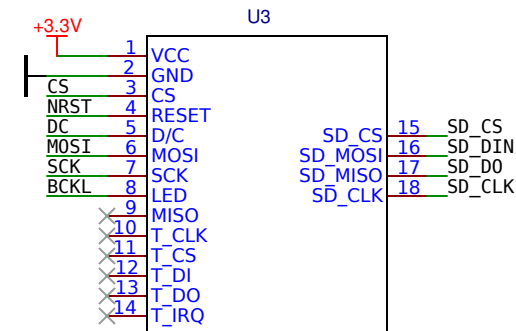 U3
+3.3V
1 VCC
2 GND
CS 3 CS
NRST 4 RESET
DC 5 D/C
MOSI 6 MOSI
SCK 7 SCK
BCKL 8 LED
9 MISO
10 T_CLK
11 T_CS
12 T_DI
13 T_DO
14 T_IRQ
SD_CS 15 SD_CS
SD_MOSI 16 SD_DIN
SD_MISO 17 SD_DO
SD_CLK 18 SD_CLK